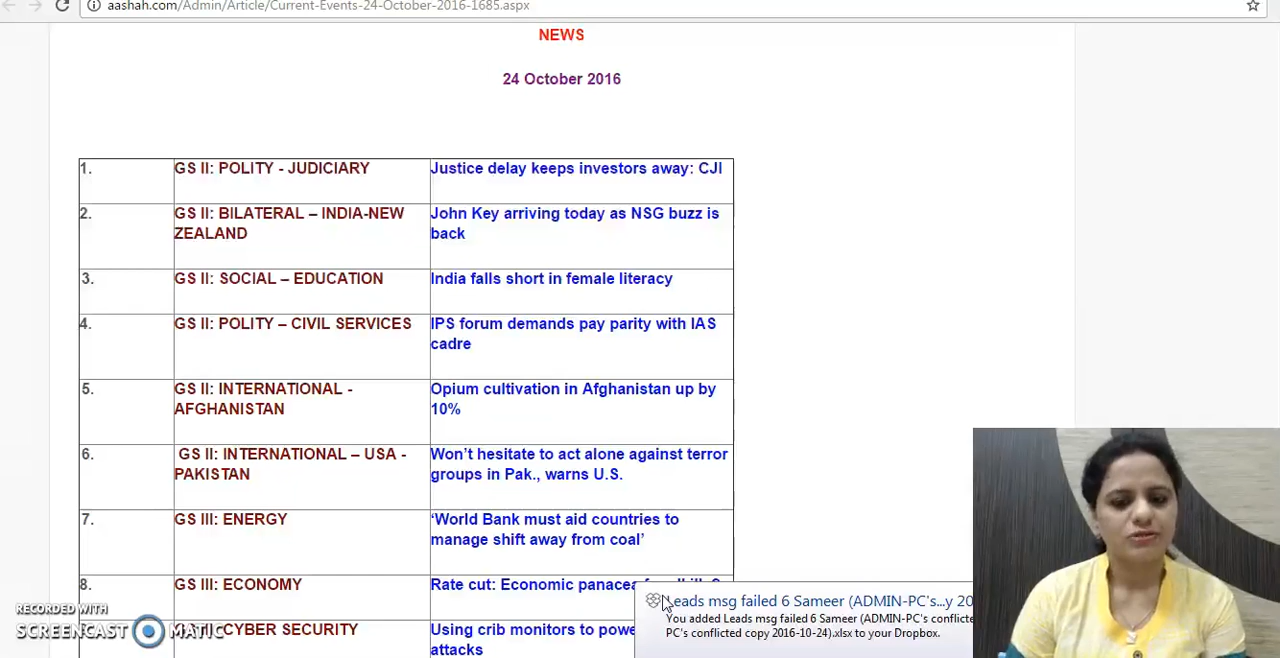 aashah.com/Admin/Article/Current-Events-24-October-2016-1685.aspx
NEWS
24 October 2016
1. GS II: POLITY - JUDICIARY Justice delay keeps investors away: CJI
2. GS II: BILATERAL – INDIA-NEW John Key arriving today as NSG buzz is
ZEALAND back
3. GS II: SOCIAL – EDUCATION India falls short in female literacy
4. GS II: POLITY – CIVIL SERVICES IPS forum demands pay parity with IAS
cadre
5. GS II: INTERNATIONAL - Opium cultivation in Afghanistan up by
AFGHANISTAN 10%
6. GS II: INTERNATIONAL – USA - Won’t hesitate to act alone against terror
PAKISTAN groups in Pak., warns U.S.
7. GS III: ENERGY ‘World Bank must aid countries to
manage shift away from coal’
8. GS III: ECONOMY Rate cut: Economic panacea
CYBER SECURITY Using crib monitors to
attacks
Leads msg failed 6 Sameer (ADMIN-PC's...y 20
You added Leads msg failed 6 Sameer (ADMIN-PC's conflicte
PC's conflicted copy 2016-10-24).xlsx to your Dropbox.
RECORDED WITH
SCREENCAST MATIC